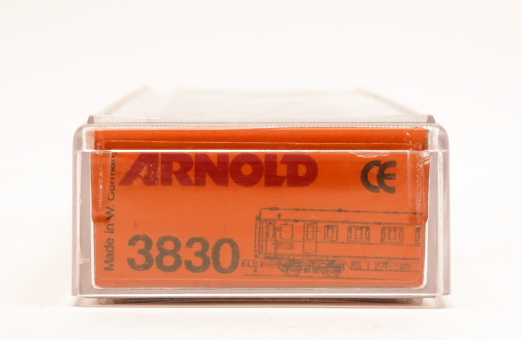 ARNOLD
CE
Made in W. Germany
3830